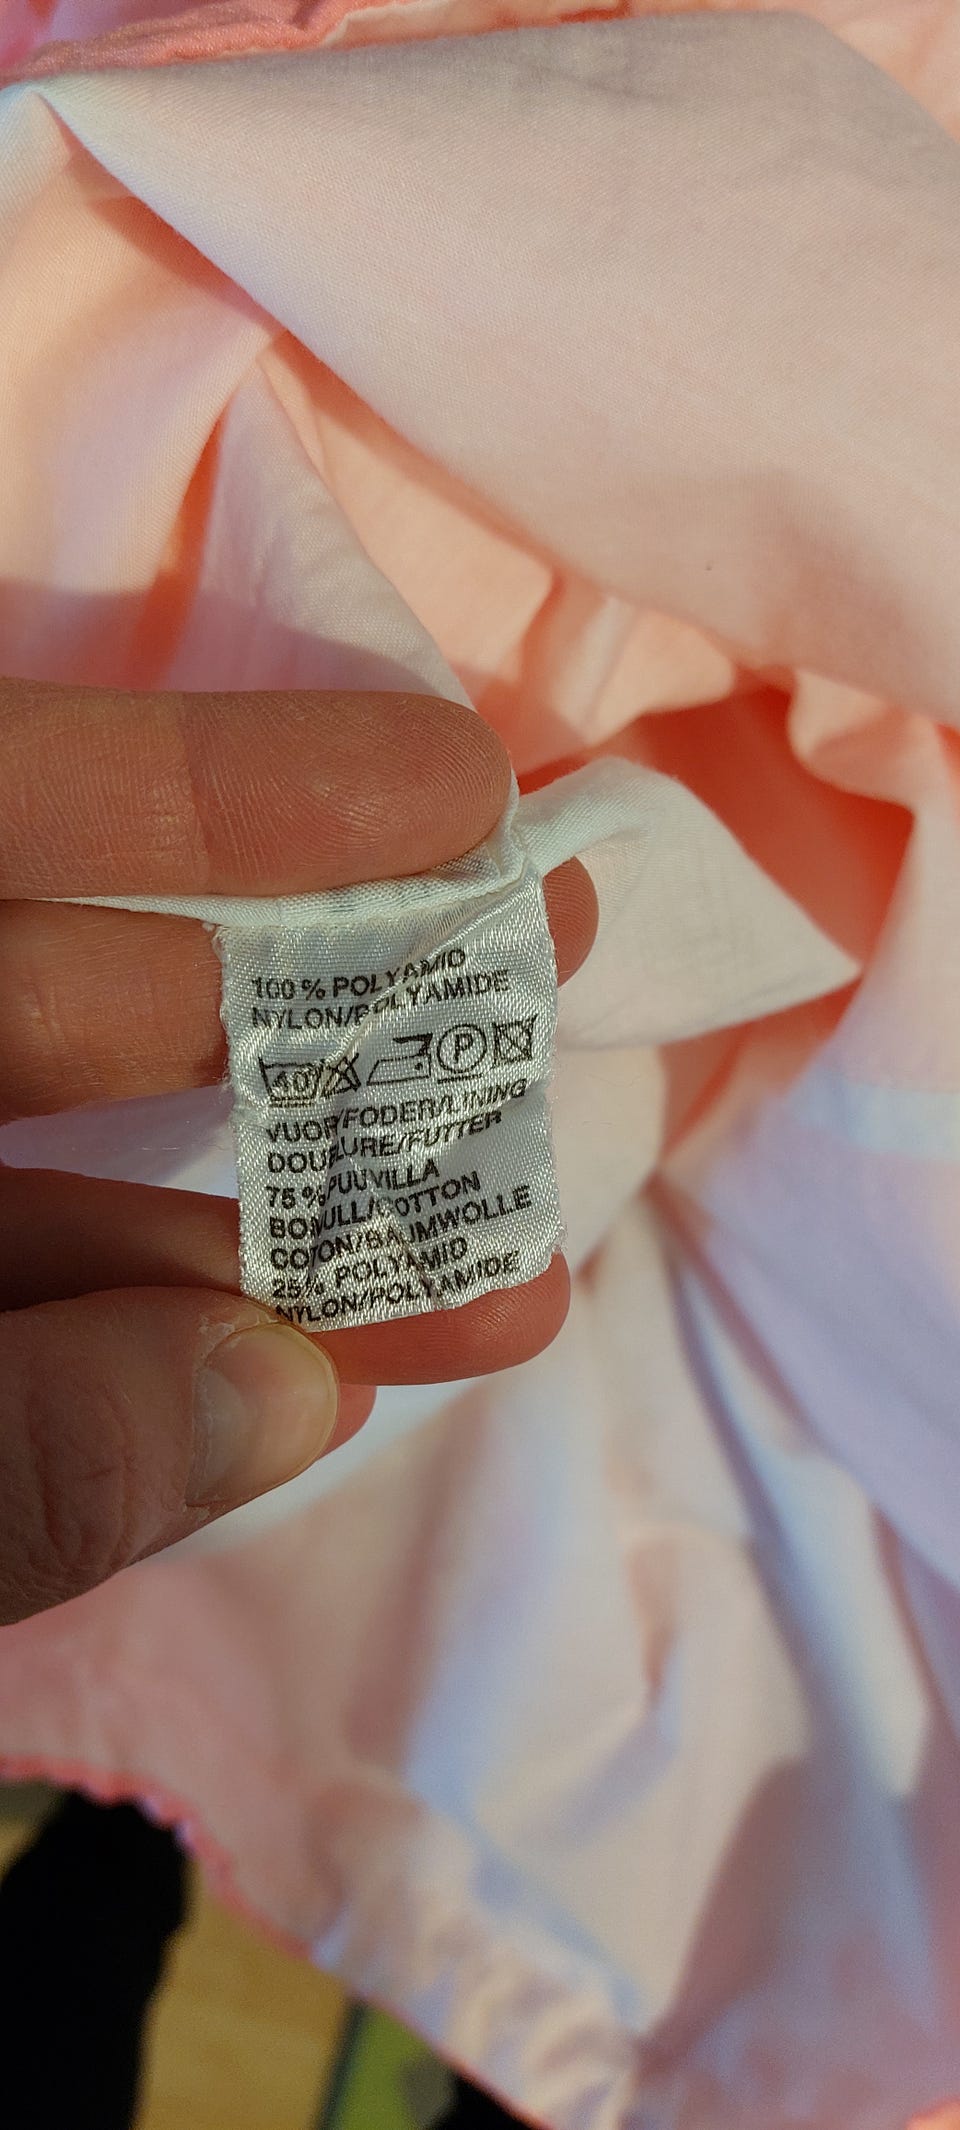 100 % POLYAMID
NYLON/POLYAMIDE
40 P
VUORI/FODER/LINING
DOUBLURE/FUTTER
75 % PUUVILLA
BOMULL/COTTON
COTON/BAUMWOLLE
25% POLYAMID
NYLON/POLYAMIDE